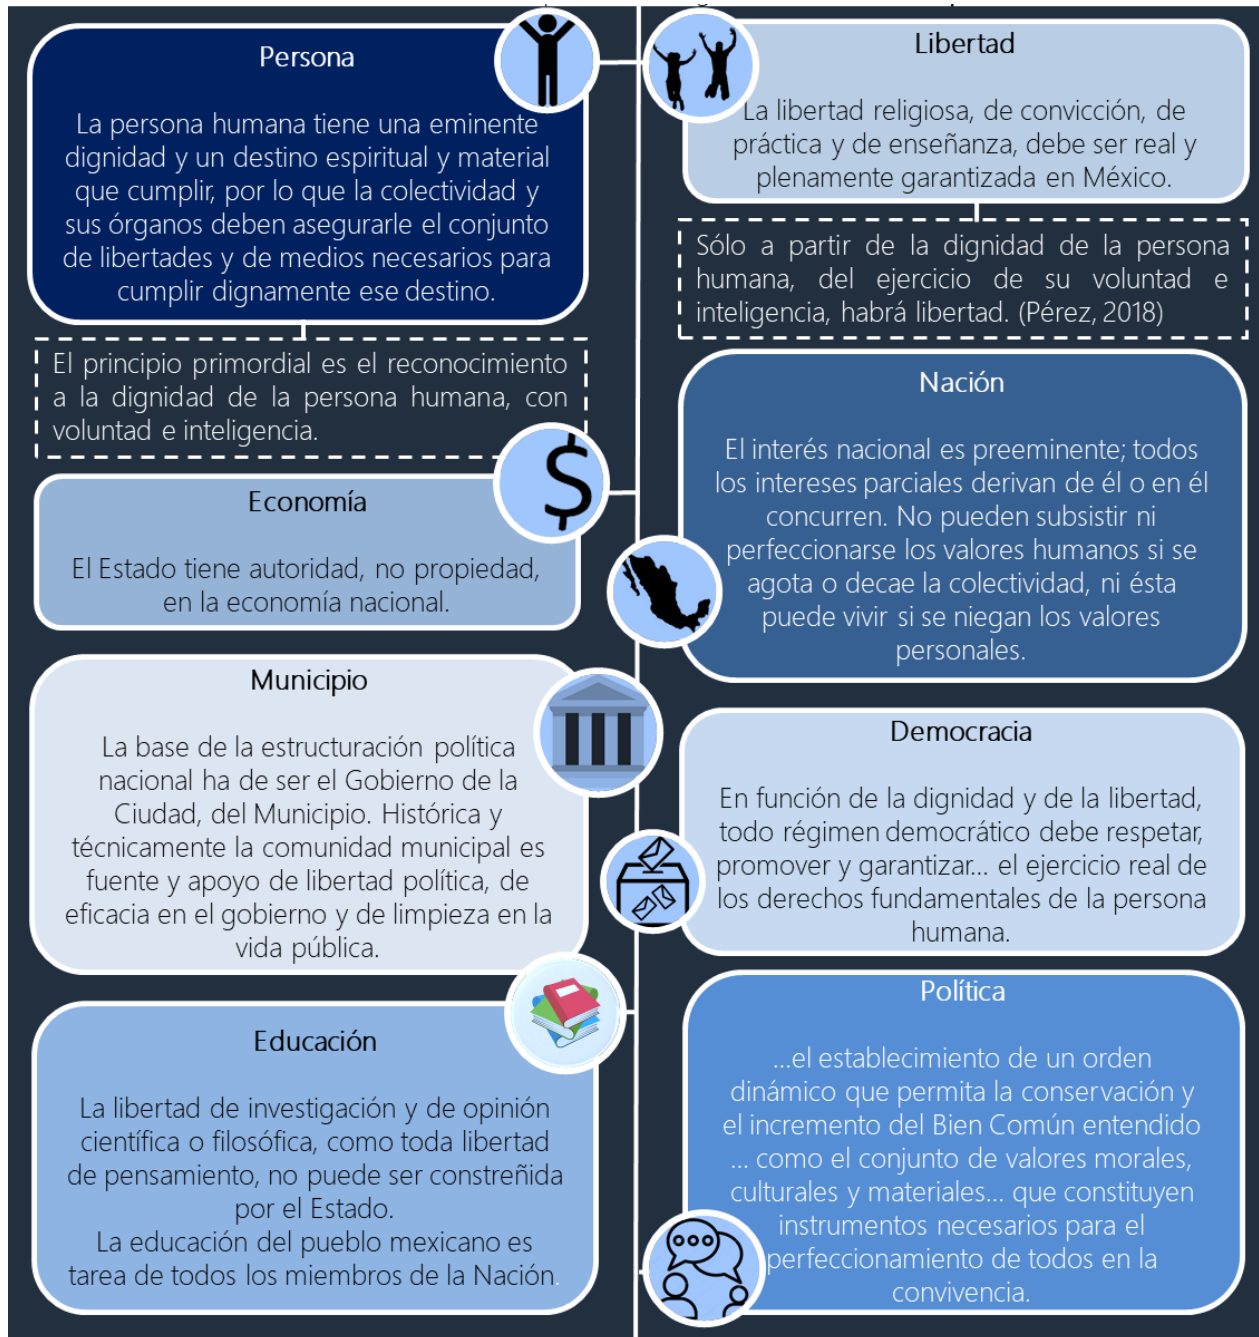 Persona
La persona humana tiene una eminente
dignidad y un destino espiritual y material
que cumplir, por lo que la colectividad y
sus órganos deben asegurarle el conjunto
de libertades y de medios necesarios para
cumplir dignamente ese destino.
El principio primordial es el reconocimiento
a la dignidad de la persona humana, con
voluntad e inteligencia.
Libertad
La libertad religiosa, de convicción, de
práctica y de enseñanza, debe ser real y
plenamente garantizada en México.
Sólo a partir de la dignidad de la persona
humana, del ejercicio de su voluntad e
inteligencia, habrá libertad. (Pérez, 2018)
Economía
El Estado tiene autoridad, no propiedad,
en la economía nacional.
$
Nación
El interés nacional es preeminente; todos
los intereses parciales derivan de él o en él
concurren. No pueden subsistir ni
perfeccionarse los valores humanos si se
agota o decae la colectividad, ni ésta
puede vivir si se niegan los valores
personales.
Municipio
La base de la estructuración política
nacional ha de ser el Gobierno de la
Ciudad, del Municipio. Histórica y
técnicamente la comunidad municipal es
fuente y apoyo de libertad política, de
eficacia en el gobierno y de limpieza en la
vida pública.
Democracia
En función de la dignidad y de la libertad,
todo régimen democrático debe respetar,
promover y garantizar... el ejercicio real de
los derechos fundamentales de la persona
humana.
Educación
La libertad de investigación y de opinión
científica o filosófica, como toda libertad
de pensamiento, no puede ser constreñida
por el Estado.
La educación del pueblo mexicano es
tarea de todos los miembros de la Nación.
Política
...el establecimiento de un orden
dinámico que permita la conservación y
el incremento del Bien Común entendido
... como el conjunto de valores morales,
culturales y materiales... que constituyen
instrumentos necesarios para el
perfeccionamiento de todos en la
convivencia.